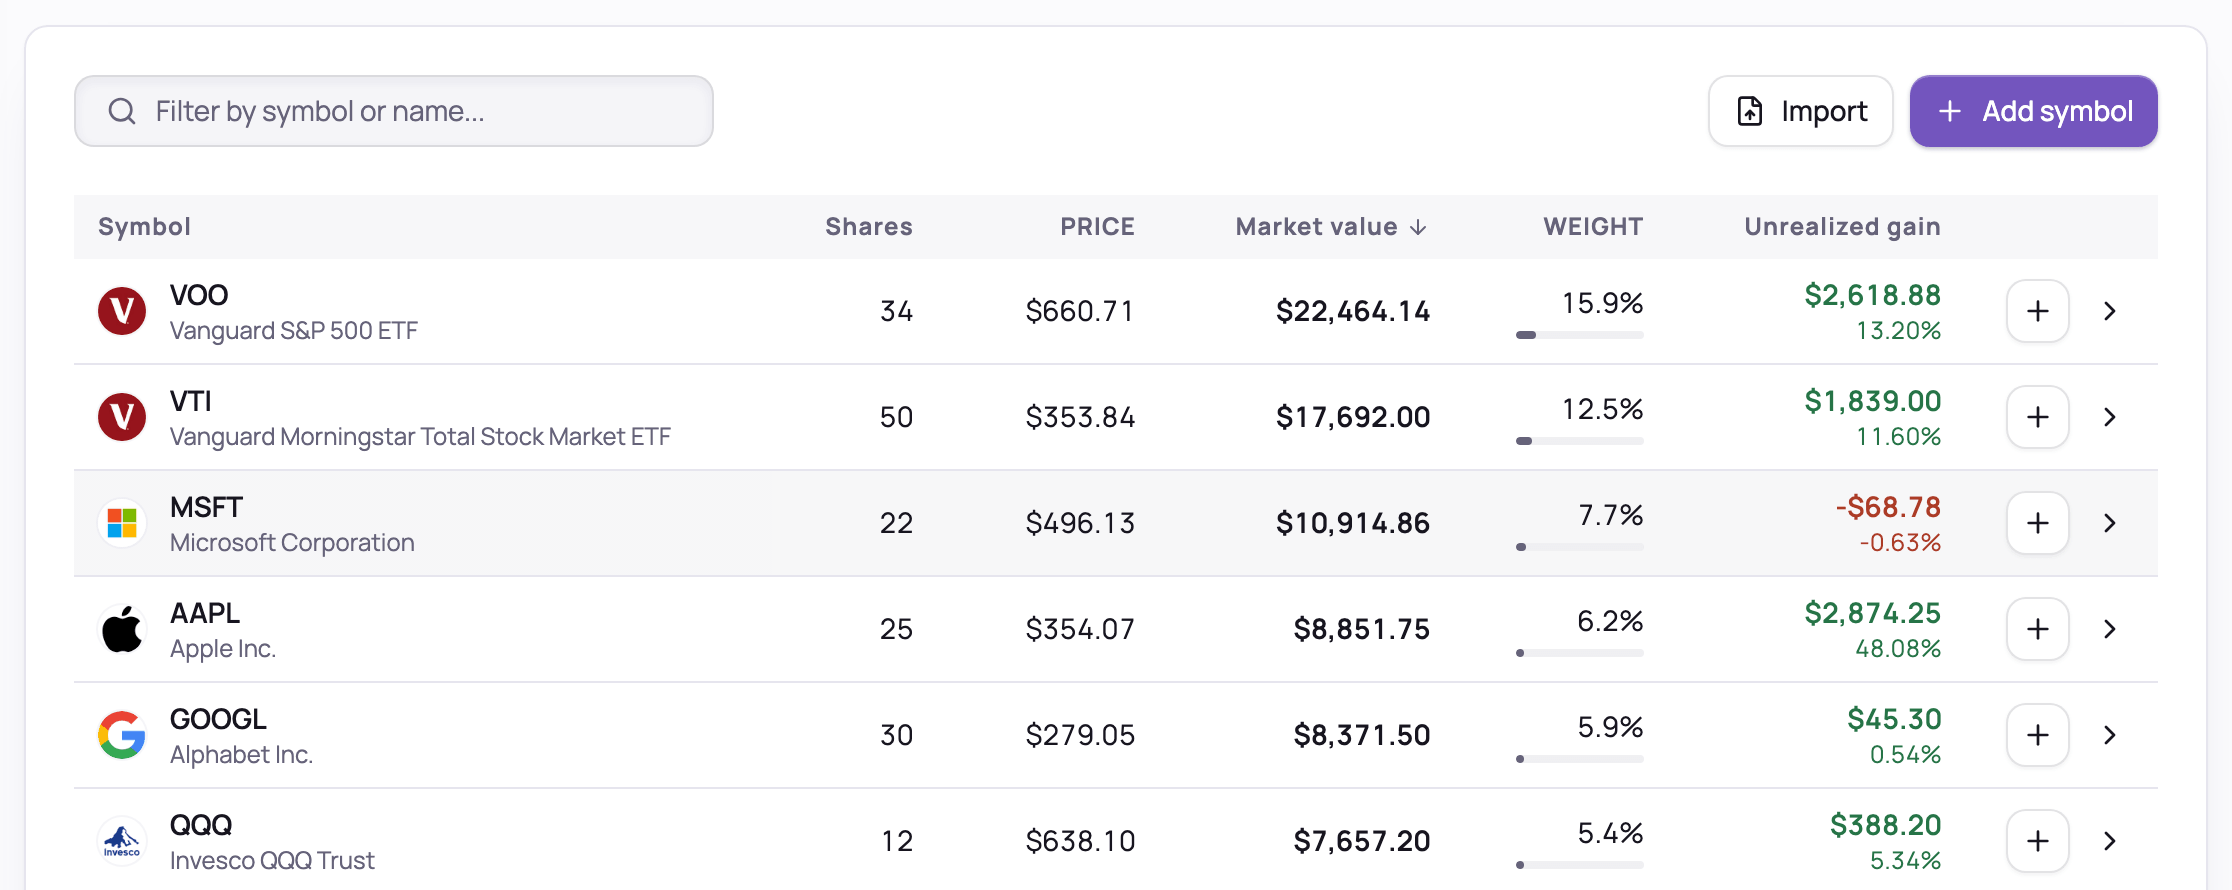 Filter by symbol or name...
Import
Add symbol
Symbol Shares PRICE Market value ↓ WEIGHT Unrealized gain
VOO
Vanguard S&P 500 ETF
34 $660.71 $22,464.14 15.9% $2,618.88
13.20%
VTI
Vanguard Morningstar Total Stock Market ETF
50 $353.84 $17,692.00 12.5% $1,839.00
11.60%
MSFT
Microsoft Corporation
22 $496.13 $10,914.86 7.7% -$68.78
-0.63%
AAPL
Apple Inc.
25 $354.07 $8,851.75 6.2% $2,874.25
48.08%
GOOGL
Alphabet Inc.
30 $279.05 $8,371.50 5.9% $45.30
0.54%
Invesco
QQQ
Invesco QQQ Trust
12 $638.10 $7,657.20 5.4% $388.20
5.34%